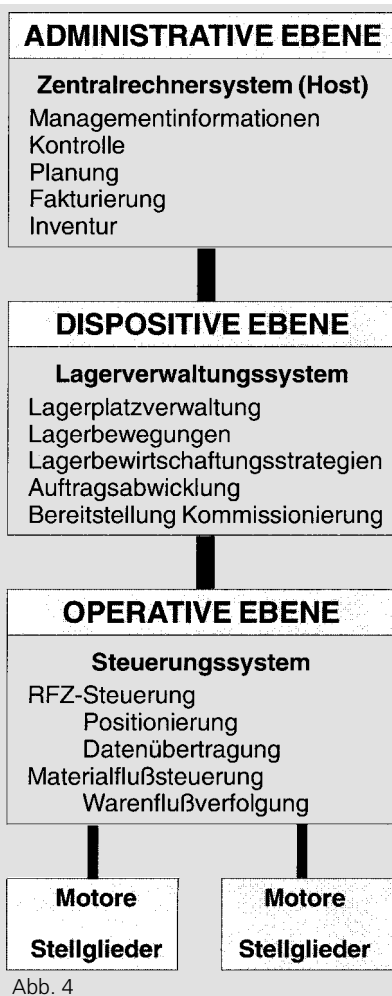 ADMINISTRATIVE EBENE
Zentralrechnersystem (Host)
Managementinformationen
Kontrolle
Planung
Fakturierung
Inventur
DISPOSITIVE EBENE
Lagerverwaltungssystem
Lagerplatzverwaltung
Lagerbewegungen
Lagerbewirtschaftungsstrategien
Auftragsabwicklung
Bereitstellung Kommissionierung
OPERATIVE EBENE
Steuerungssystem
RFZ-Steuerung
Positionierung
Datenübertragung
Materialflußsteuerung
Warenflußverfolgung
Motore
Stellglieder
Motore
Stellglieder
Abb. 4